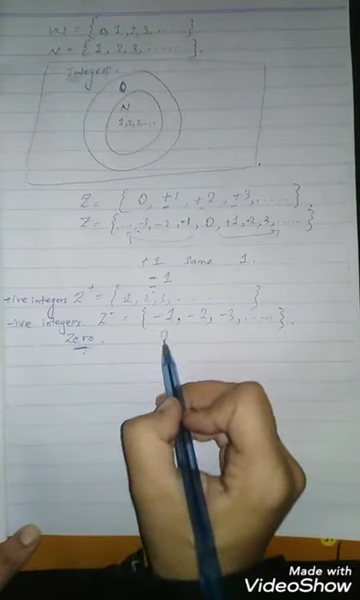 W = {0, 1, 2, 3, ......}
N = {1, 2, 3, ......}.
Integers.
0
N
1, 2, 3, ....
Z = {0, ±1, ±2, ±3, ......}.
Z = {..., -3, -2, -1, 0, +1, +2, 3, ......}
+1 same 1.
-1
+ive integers Z⁺ = {1, 2, 3, ............}
-ive integers. Z⁻ = {-1, -2, -3, ......}.
Zero.
Made with
VideoShow